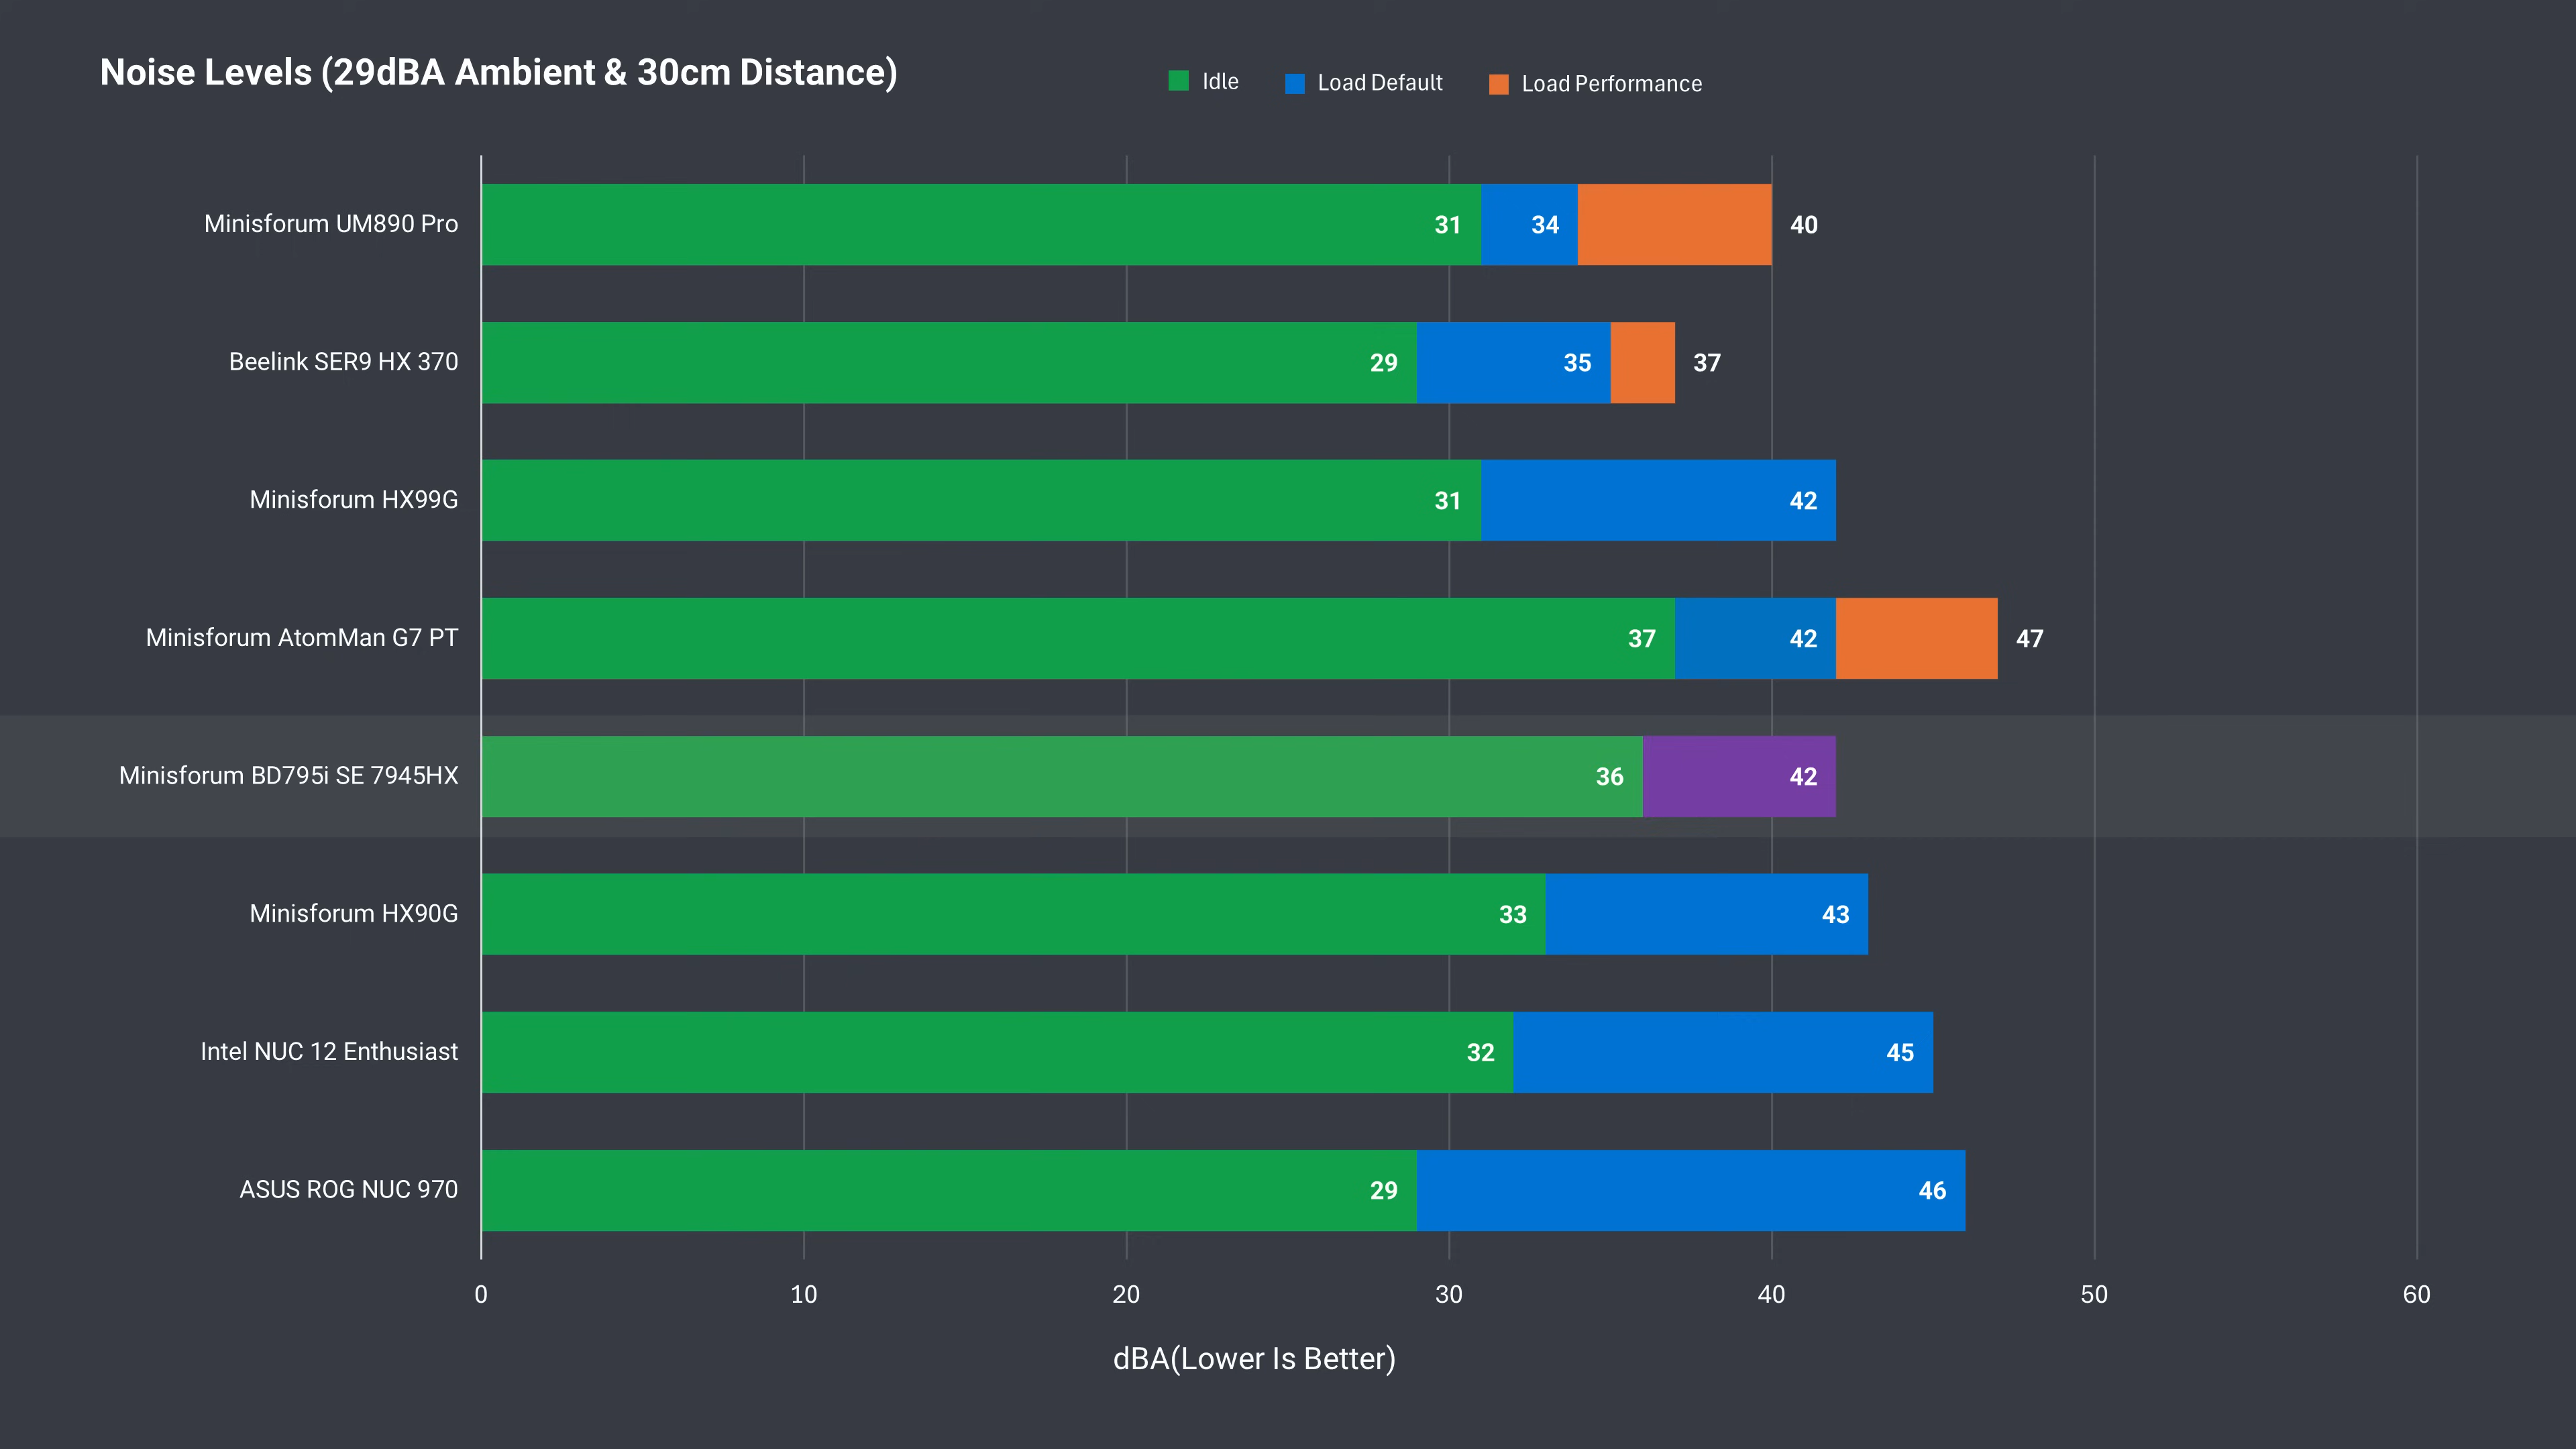 Noise Levels (29dBA Ambient & 30cm Distance)
Idle
Load Default
Load Performance
Minisforum UM890 Pro
31
34
40
Beelink SER9 HX 370
29
35
37
Minisforum HX99G
31
42
Minisforum AtomMan G7 PT
37
42
47
Minisforum BD795i SE 7945HX
36
42
Minisforum HX90G
33
43
Intel NUC 12 Enthusiast
32
45
ASUS ROG NUC 970
29
46
0
10
20
30
40
50
60
dBA(Lower Is Better)